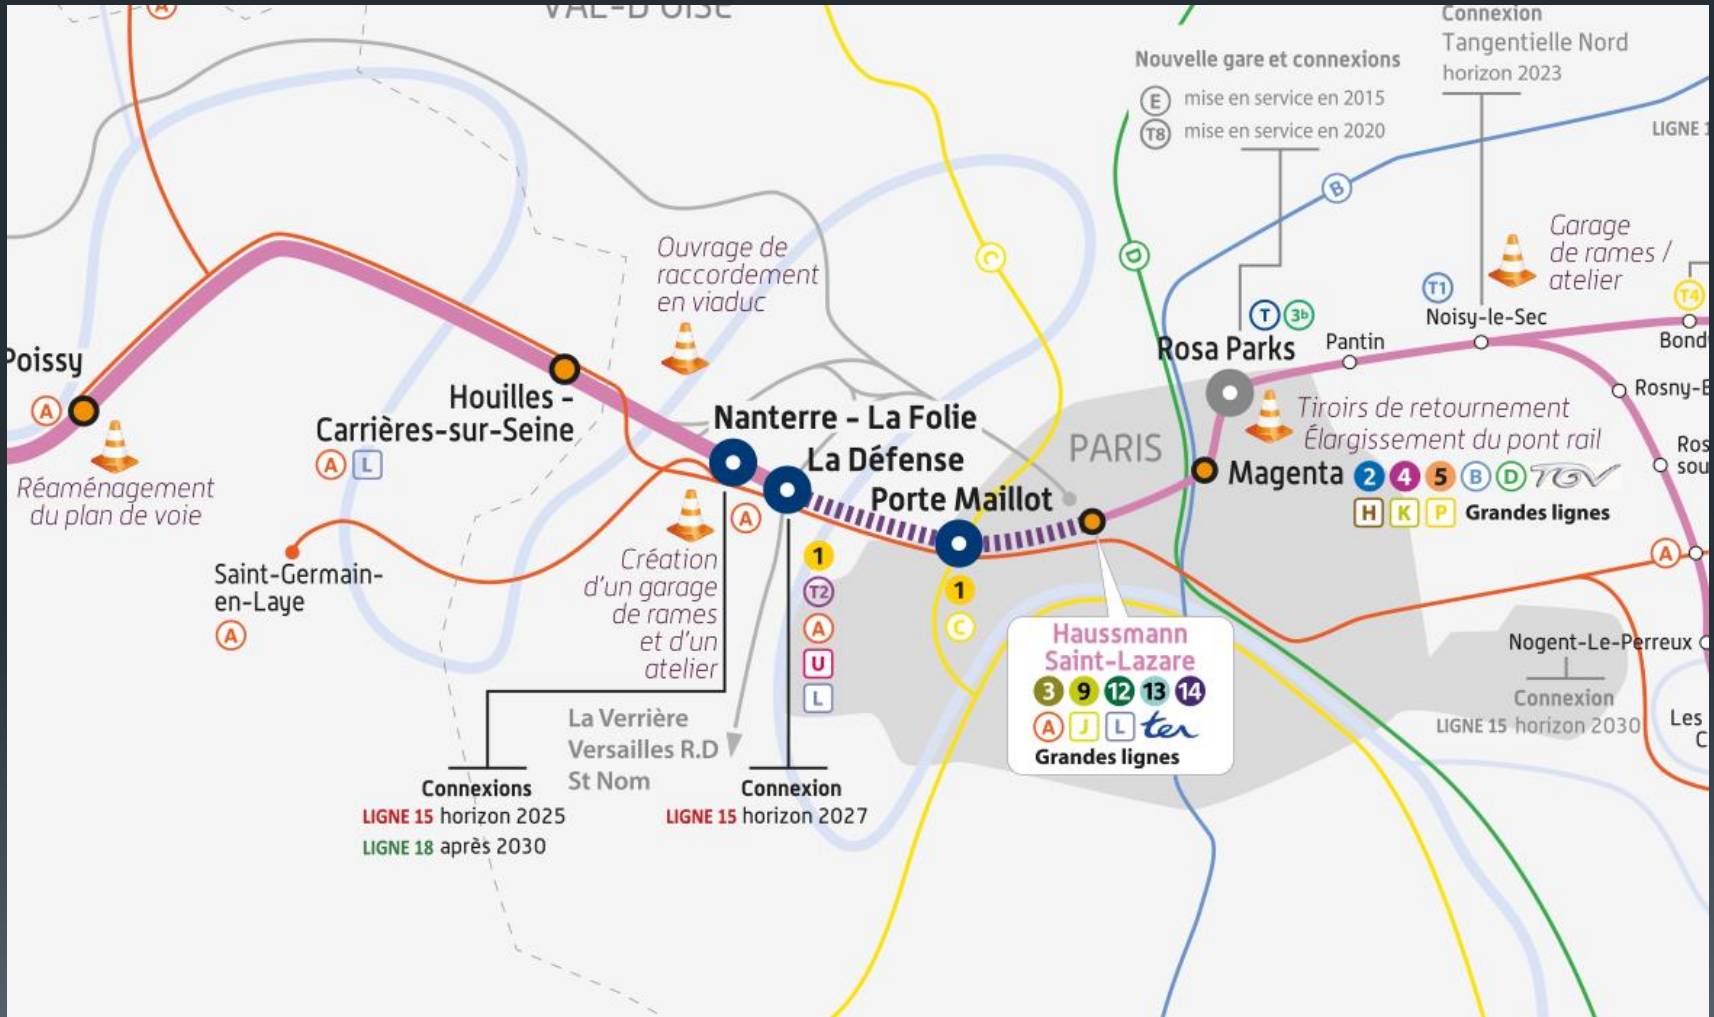 A
VAL-D'OISE
Connexion
Tangentielle Nord
horizon 2023
Nouvelle gare et connexions
E mise en service en 2015
T8 mise en service en 2020
LIGNE 1
B
C
D
Garage
de rames /
atelier
T1
T4
Noisy-le-Sec
Bond
Ouvrage de
raccordement
en viaduc
T 3b
Rosa Parks
Pantin
Rosny-B
Poissy
A
Houilles -
Carrières-sur-Seine
A L
Réaménagement
du plan de voie
Nanterre - La Folie
La Défense
Porte Maillot
PARIS
Tiroirs de retournement
Élargissement du pont rail
Magenta 2 4 5 B D TGV
H K P Grandes lignes
Ros
sou
A
A
Saint-Germain-
en-Laye
A
Création
d'un garage
de rames
et d'un
atelier
1
T2
A
U
L
1
C
Haussmann
Saint-Lazare
3 9 12 13 14
A J L ter
Grandes lignes
Nogent-Le-Perreux
Connexion
LIGNE 15 horizon 2030
Les
C
La Verrière
Versailles R.D
St Nom
Connexions
LIGNE 15 horizon 2025
LIGNE 18 après 2030
Connexion
LIGNE 15 horizon 2027